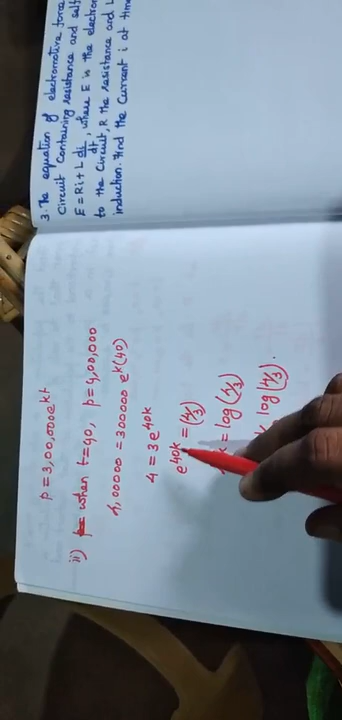 3. The equation of electromotive force
Circuit containing resistance and self
E = Ri + L di/dt, where E is the electro
to the circuit, R the resistance and L
induction. Find the current i at time
p = 3,00,000 e^kt
ii) when t = 40, p = 4,00,000
4,00000 = 300000 e^k(40)
4 = 3 e^40k
e^40k = (4/3)
k = log (4/3)
log (4/3).